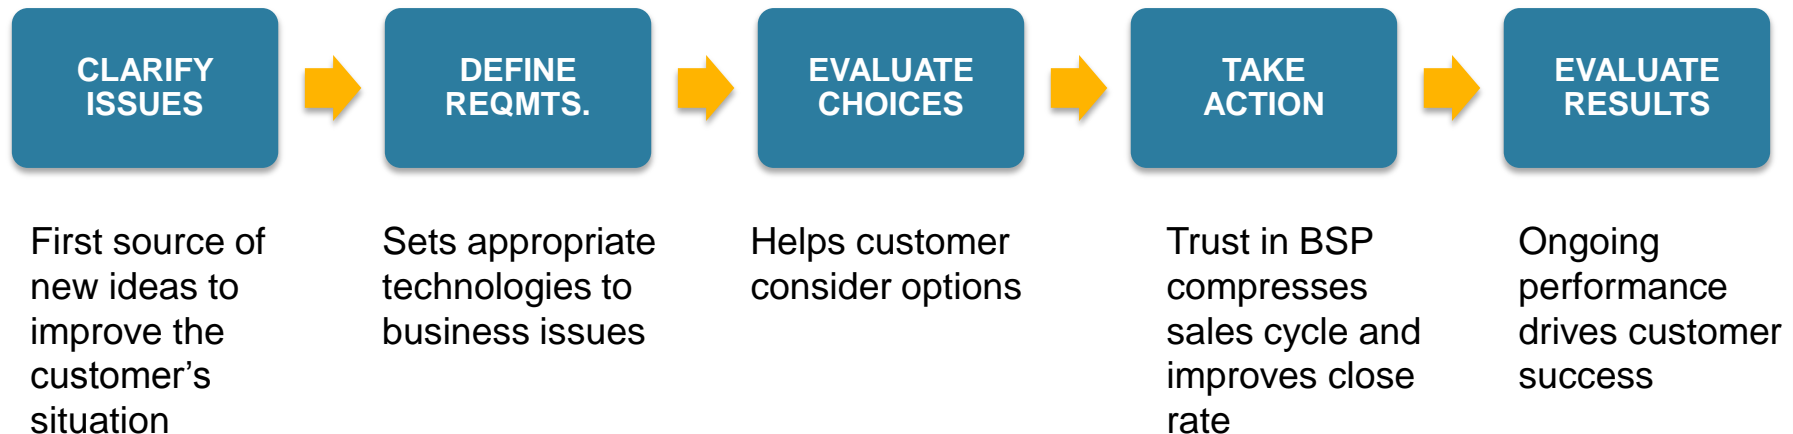 CLARIFY
ISSUES
DEFINE
REQMTS.
EVALUATE
CHOICES
TAKE
ACTION
EVALUATE
RESULTS
First source of
new ideas to
improve the
customer’s
situation
Sets appropriate
technologies to
business issues
Helps customer
consider options
Trust in BSP
compresses
sales cycle and
improves close
rate
Ongoing
performance
drives customer
success